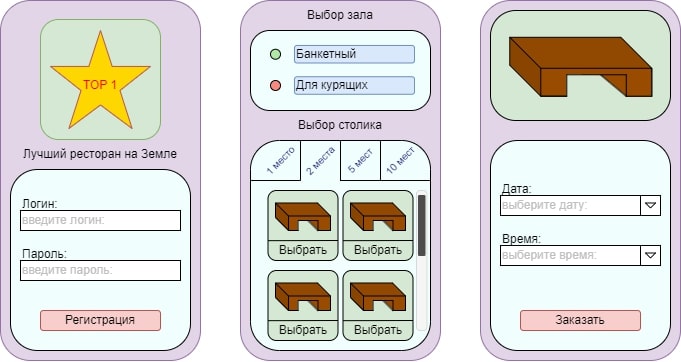 TOP 1
Лучший ресторан на Земле
Логин:
введите логин:
Пароль:
введите пароль:
Регистрация
Выбор зала
Банкетный
Для курящих
Выбор столика
1 место
2 места
5 мест
10 мест
Выбрать
Выбрать
Выбрать
Выбрать
Дата:
выберите дату:
Время:
выберите время:
Заказать